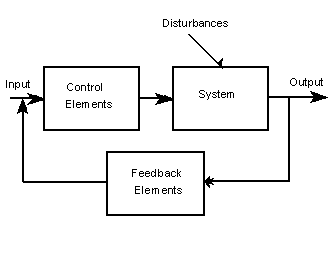 Disturbances
Input
Control
Elements
System
Output
Feedback
Elements